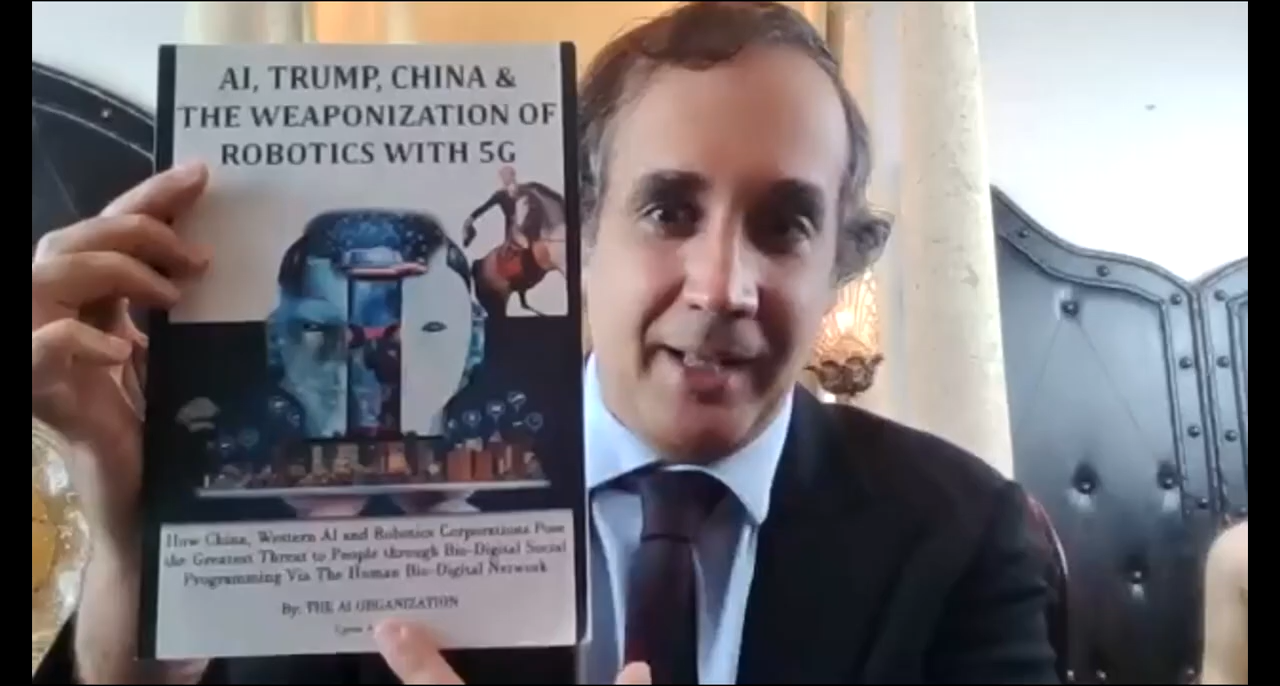 AI, TRUMP, CHINA &
THE WEAPONIZATION OF
ROBOTICS WITH 5G
How China, Western AI and Robotics Corporations Pose
the Greatest Threat to People through Bio-Digital Social
Programming Via The Human Bio-Digital Network
By: THE AI ORGANIZATION